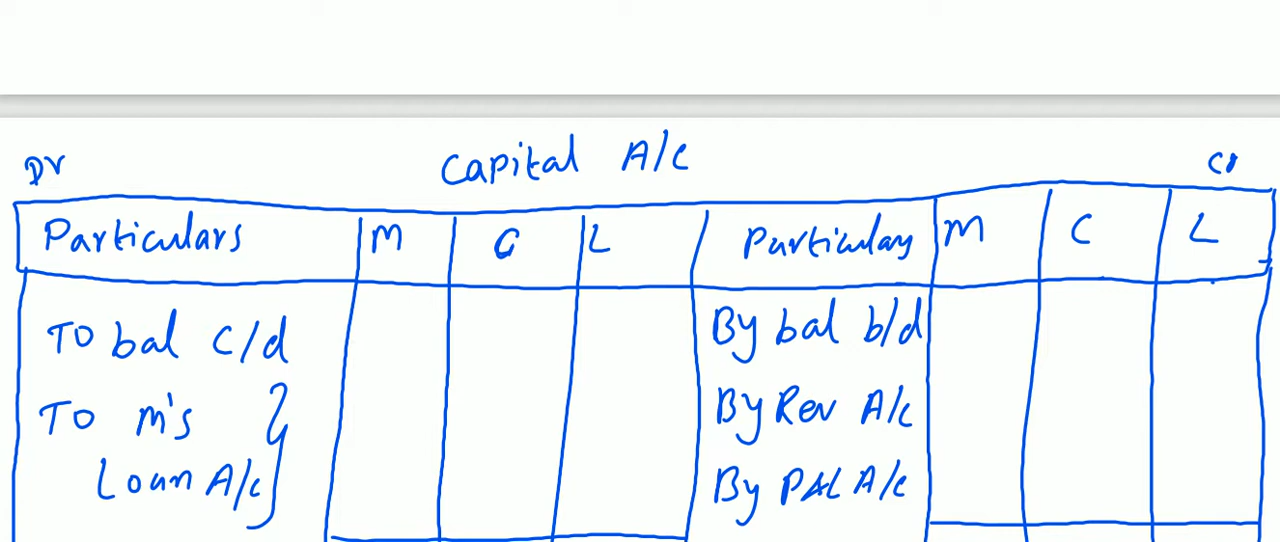 Dr Capital A/c Cr
Particulars M C L Particulars M C L
To bal c/d By bal b/d
To M's By Rev A/c
Loan A/c By P&L A/c